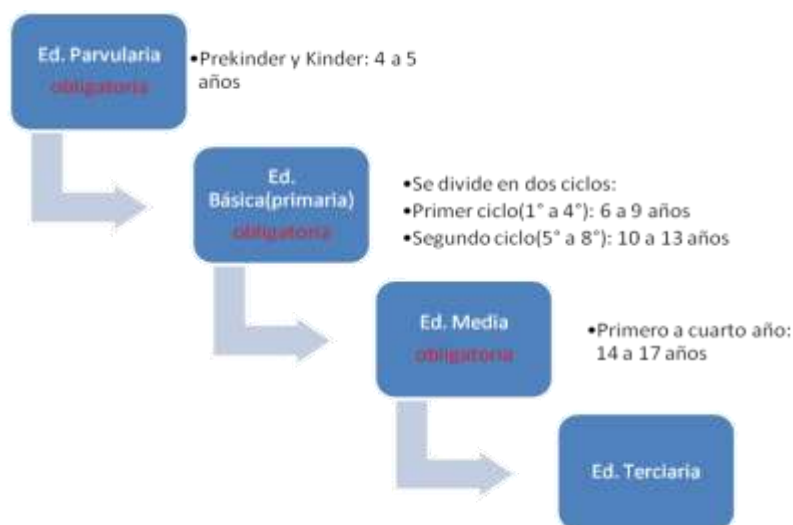 Ed. Parvularia
obligatoria
•Prekinder y Kinder: 4 a 5
años
Ed.
Básica(primaria)
obligatoria
•Se divide en dos ciclos:
•Primer ciclo(1° a 4°): 6 a 9 años
•Segundo ciclo(5° a 8°): 10 a 13 años
Ed. Media
obligatoria
•Primero a cuarto año:
14 a 17 años
Ed. Terciaria